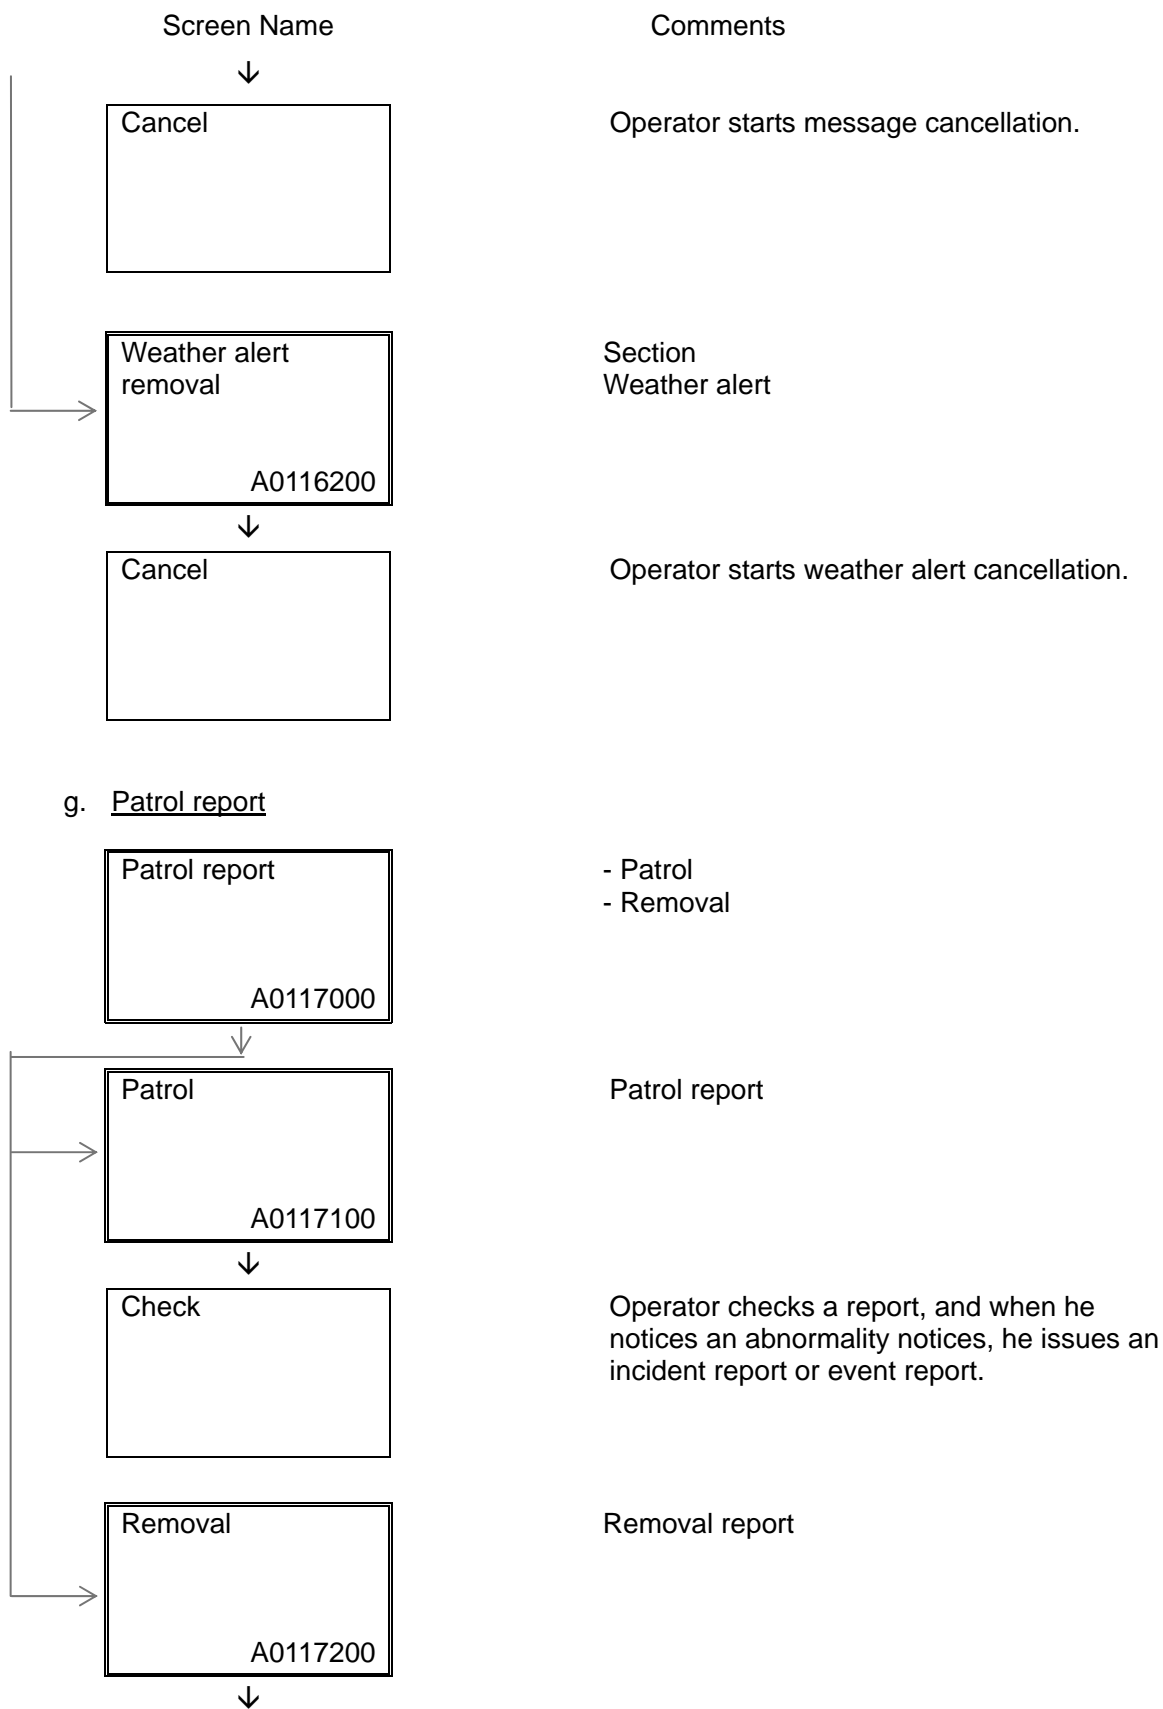 Screen Name Comments
Cancel Operator starts message cancellation.
Weather alert Section
removal Weather alert
A0116200
Cancel Operator starts weather alert cancellation.
g. Patrol report
Patrol report - Patrol
- Removal
A0117000
Patrol Patrol report
A0117100
Check Operator checks a report, and when he
notices an abnormality notices, he issues an
incident report or event report.
Removal Removal report
A0117200